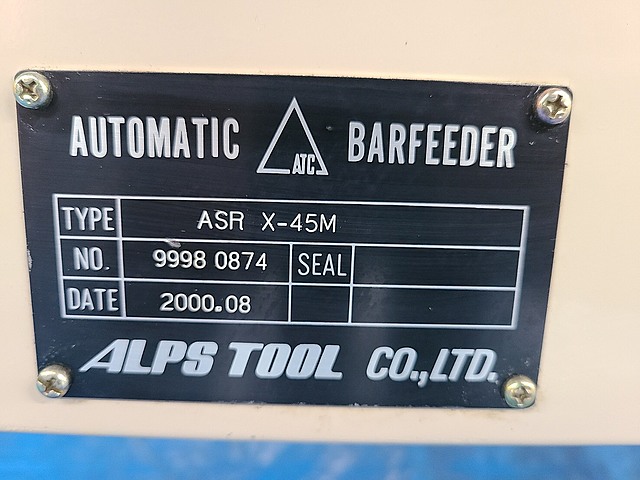 AUTOMATIC ATC BARFEEDER
TYPE ASR X-45M
NO. 9998 0874 SEAL
DATE 2000.08
ALPS TOOL CO.,LTD.